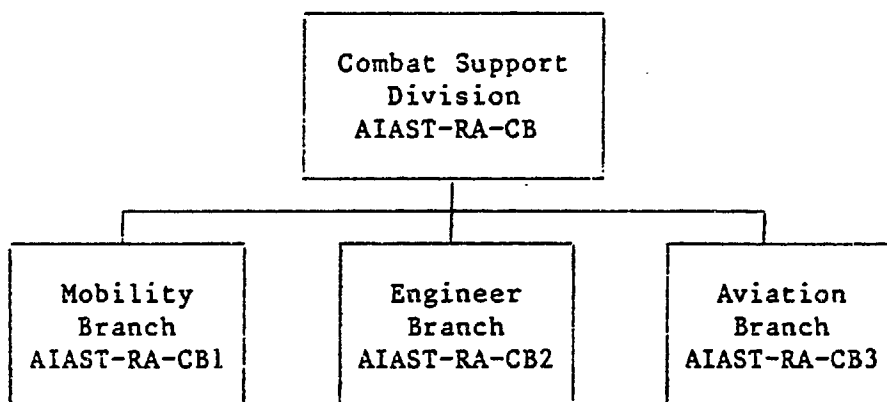 Combat Support
Division
AIAST-RA-CB
Mobility
Branch
AIAST-RA-CB1
Engineer
Branch
AIAST-RA-CB2
Aviation
Branch
AIAST-RA-CB3